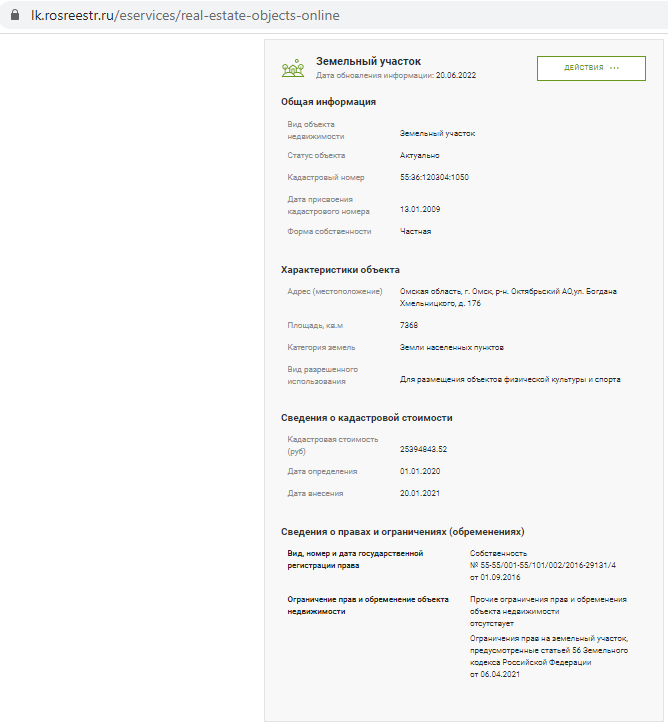 lk.rosreestr.ru/eservices/real-estate-objects-online
Земельный участок
Дата обновления информации: 20.06.2022
ДЕЙСТВИЯ ···
Общая информация
Вид объекта
недвижимости
Земельный участок
Статус объекта
Актуально
Кадастровый номер
55:36:120304:1050
Дата присвоения
кадастрового номера
13.01.2009
Форма собственности
Частная
Характеристики объекта
Адрес (местоположение)
Омская область, г. Омск, р-н. Октябрьский АО,ул. Богдана
Хмельницкого, д. 176
Площадь, кв.м
7368
Категория земель
Земли населенных пунктов
Вид разрешенного
использования
Для размещения объектов физической культуры и спорта
Сведения о кадастровой стоимости
Кадастровая стоимость
(руб)
25394843.52
Дата определения
01.01.2020
Дата внесения
20.01.2021
Сведения о правах и ограничениях (обременениях)
Вид, номер и дата государственной
регистрации права
Собственность
№ 55-55/001-55/101/002/2016-29131/4
от 01.09.2016
Ограничение прав и обременение объекта
недвижимости
Прочие ограничения прав и обременения
объекта недвижимости
отсутствует
Ограничения прав на земельный участок,
предусмотренные статьей 56 Земельного
кодекса Российской Федерации
от 06.04.2021